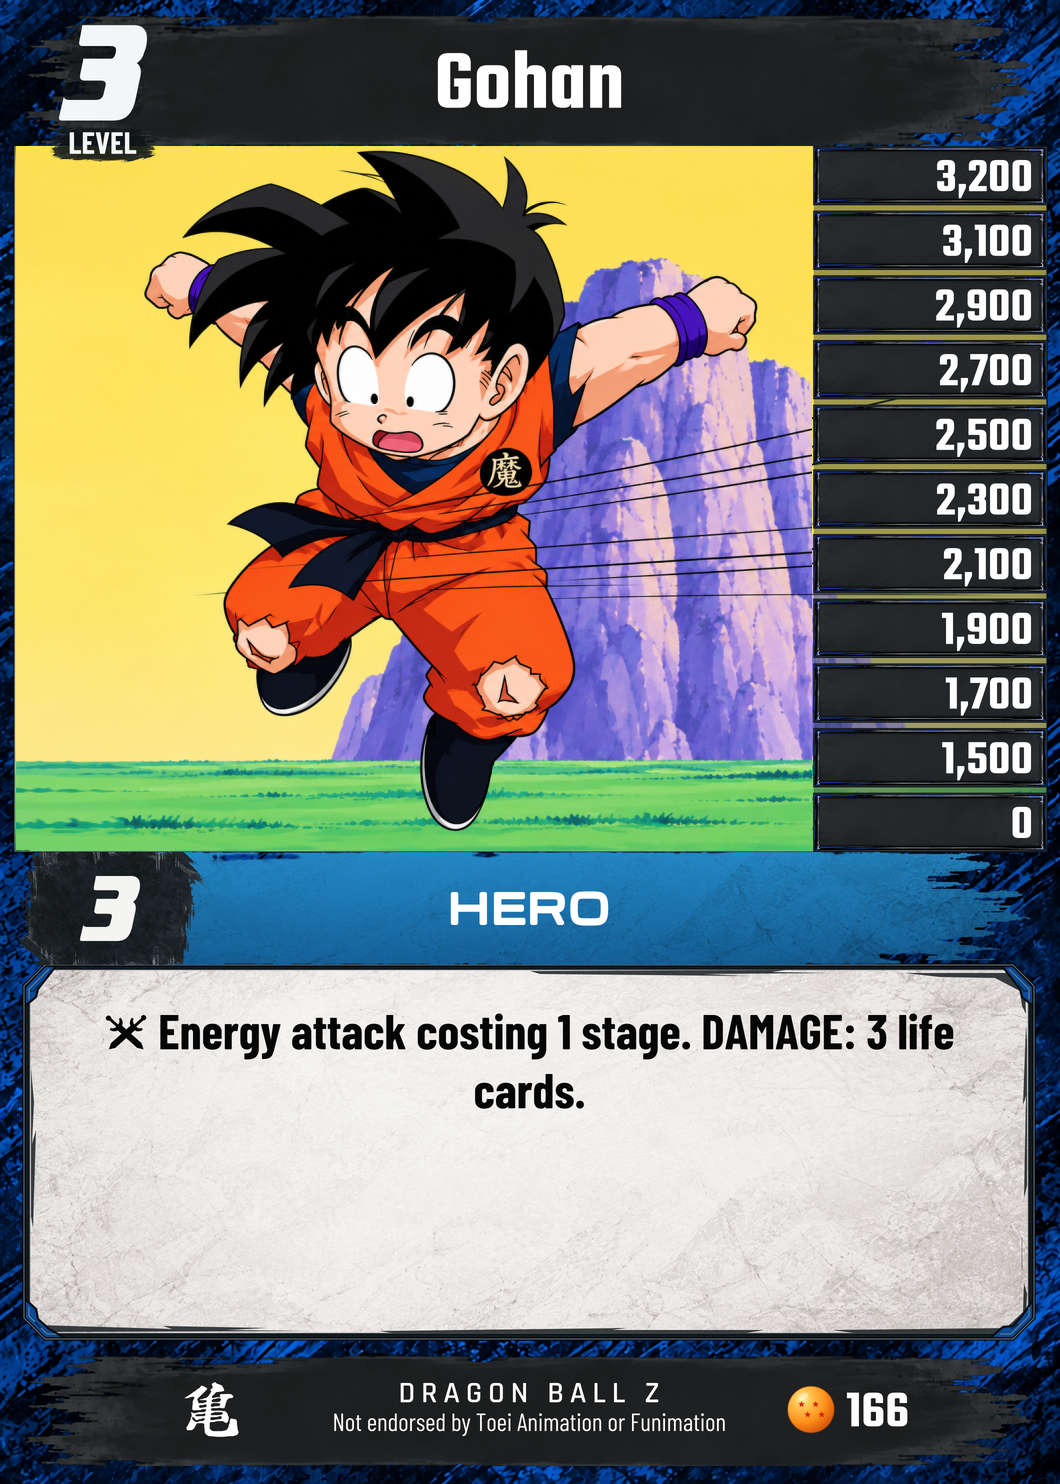 3
LEVEL
Gohan
3,200
3,100
2,900
2,700
2,500
2,300
2,100
1,900
1,700
1,500
0
魔
3
HERO
Energy attack costing 1 stage. DAMAGE: 3 life
cards.
亀
DRAGON BALL Z
Not endorsed by Toei Animation or Funimation
166